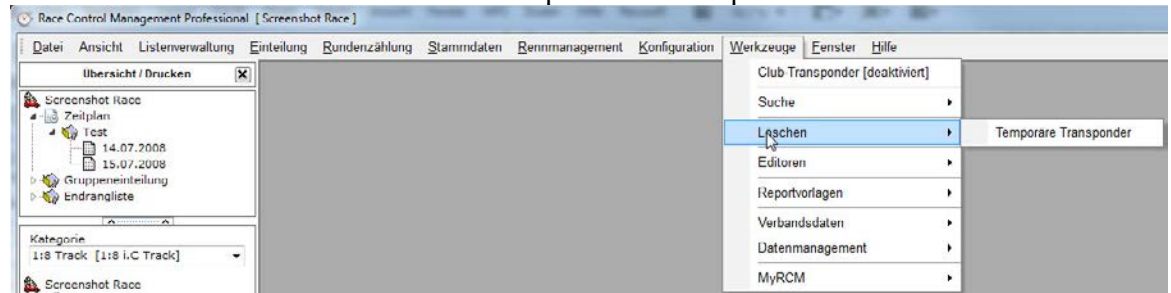 Race Control Management Professional [ Screenshot Race ]
Datei Ansicht Listenverwaltung Einteilung Rundenzählung Stammdaten Rennmanagement Konfiguration Werkzeuge Fenster Hilfe
Übersicht / Drucken
Screenshot Race
Zeitplan
Test
14.07.2008
15.07.2008
Gruppeneinteilung
Endrangliste
Kategorie
1:8 Track [1:8 i.C Track]
Screenshot Race
Club-Transponder [deaktiviert]
Suche
Löschen
Temporäre Transponder
Editoren
Reportvorlagen
Verbandsdaten
Datenmanagement
MyRCM